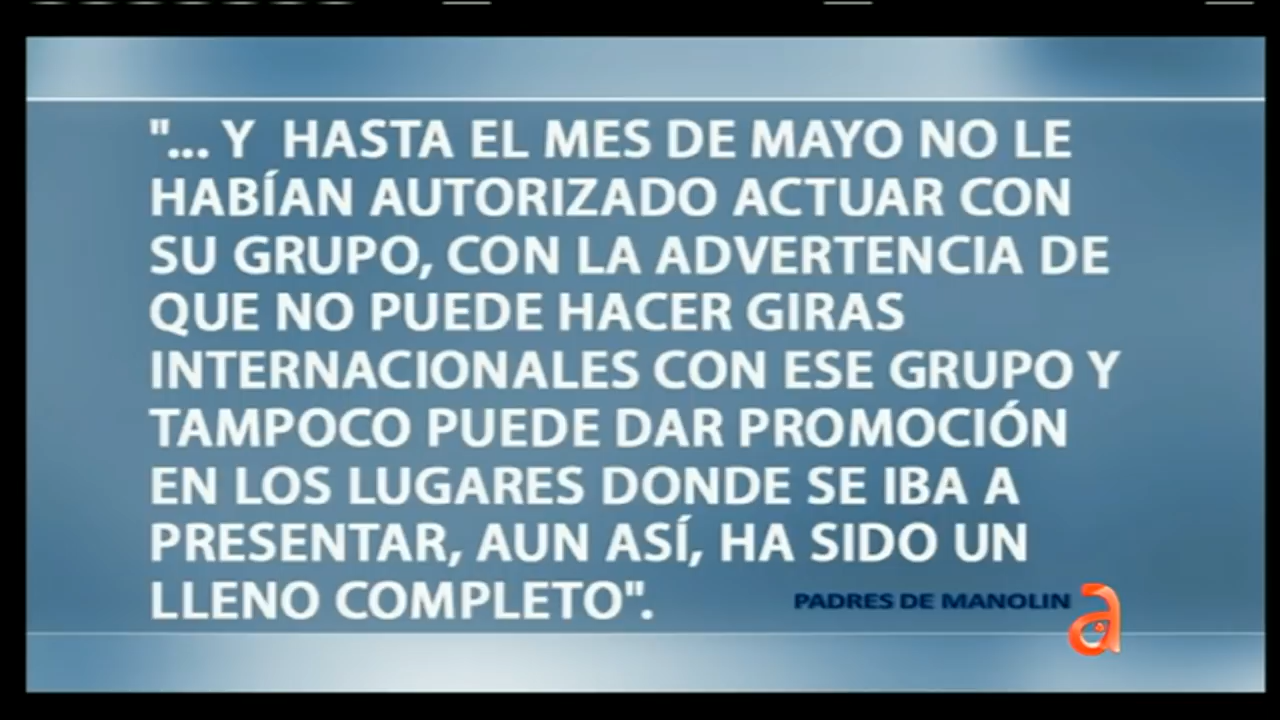 "... Y HASTA EL MES DE MAYO NO LE
HABÍAN AUTORIZADO ACTUAR CON
SU GRUPO, CON LA ADVERTENCIA DE
QUE NO PUEDE HACER GIRAS
INTERNACIONALES CON ESE GRUPO Y
TAMPOCO PUEDE DAR PROMOCIÓN
EN LOS LUGARES DONDE SE IBA A
PRESENTAR, AUN ASÍ, HA SIDO UN
LLENO COMPLETO".
PADRES DE MANOLIN
a